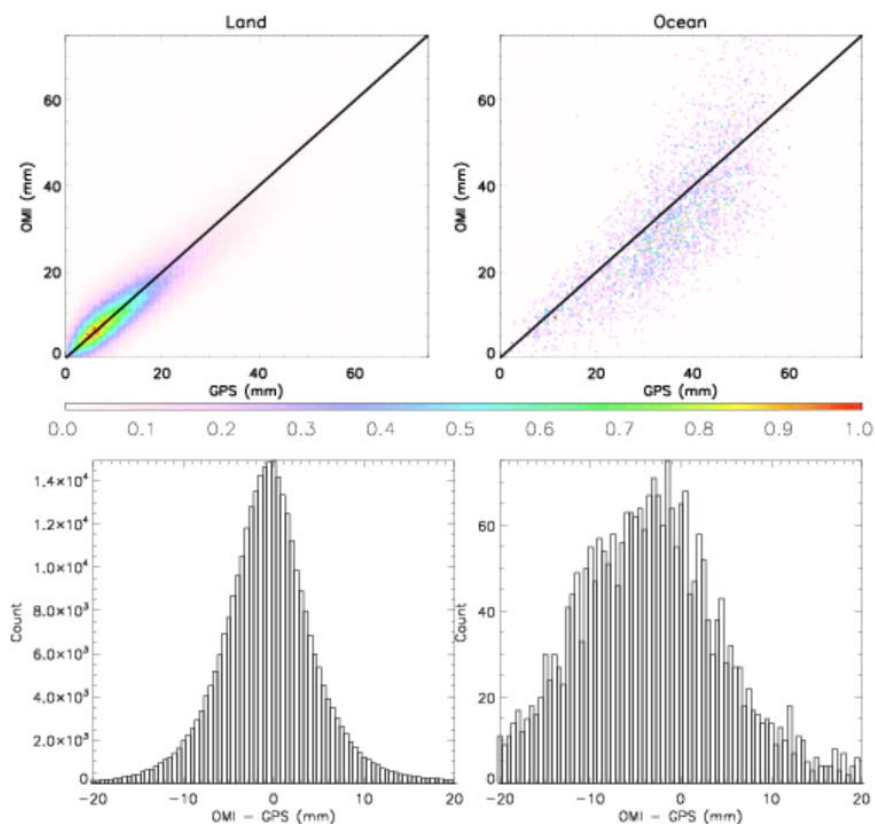 Land
Ocean
OMI (mm)
60
40
20
0
0 20 40 60
GPS (mm)
OMI (mm)
60
40
20
0
0 20 40 60
GPS (mm)
0.0 0.1 0.2 0.3 0.4 0.5 0.6 0.7 0.8 0.9 1.0
Count
1.4×10⁴
1.2×10⁴
1.0×10⁴
8.0×10³
6.0×10³
4.0×10³
2.0×10³
0
-20 -10 0 10 20
OMI - GPS (mm)
Count
60
40
20
0
-20 -10 0 10 20
OMI - GPS (mm)